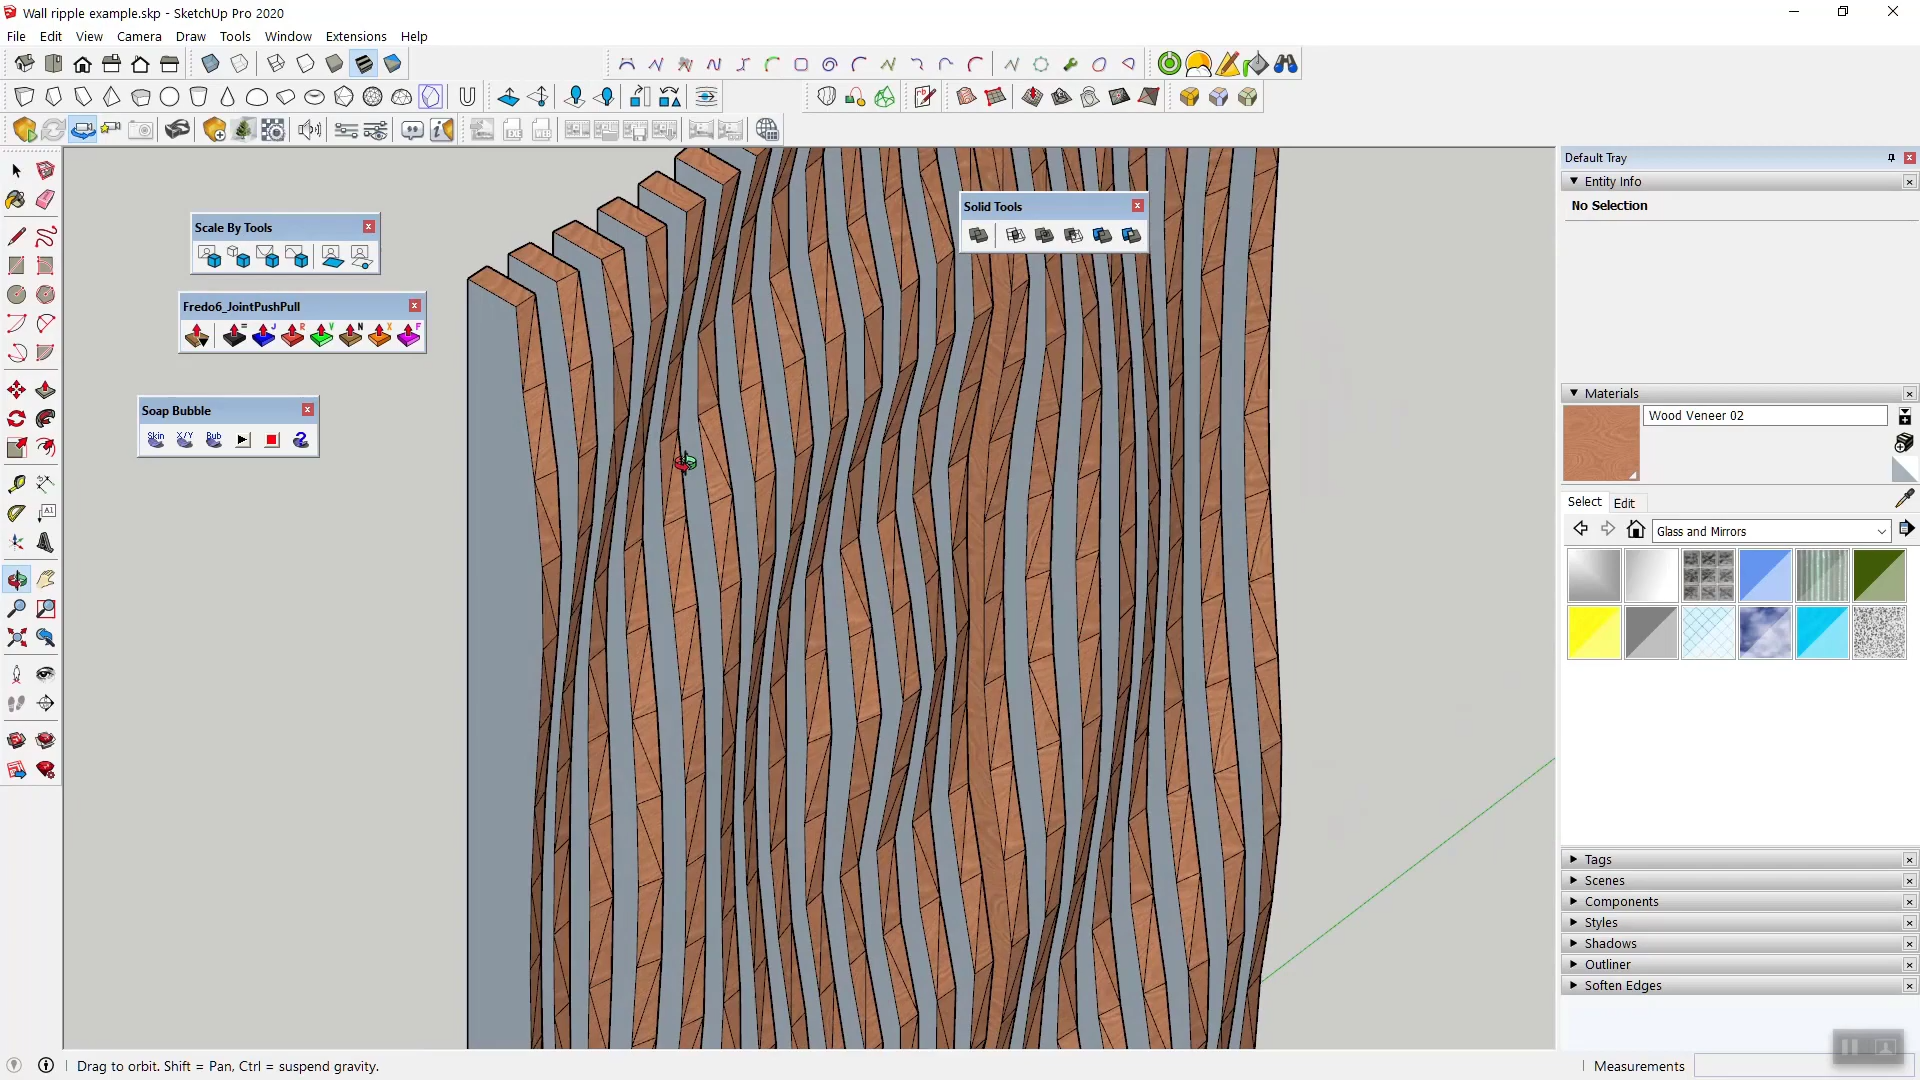 Wall ripple example.skp - SketchUp Pro 2020
File Edit View Camera Draw Tools Window Extensions Help
Default Tray
Entity Info
No Selection
Solid Tools
Scale By Tools
Fredo6_JointPushPull
J R V N X F
Soap Bubble
Skin X/Y Bub
Materials
Wood Veneer 02
Select Edit
Glass and Mirrors
Tags
Scenes
Components
Styles
Shadows
Outliner
Soften Edges
Drag to orbit. Shift = Pan, Ctrl = suspend gravity.
Measurements